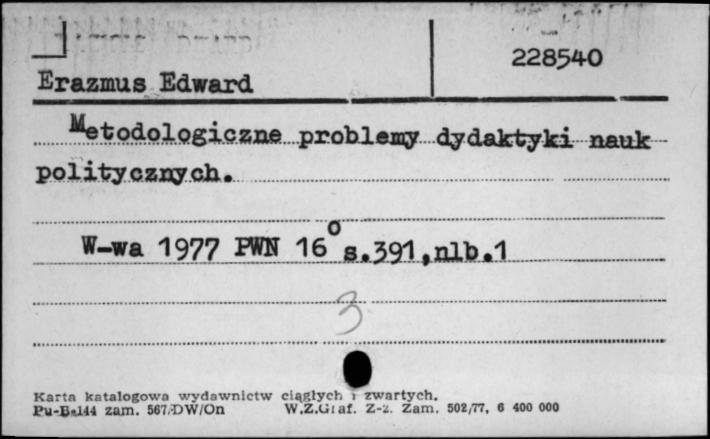 228540
Erazmus Edward
Metodologiczne problemy dydaktyki nauk
politycznych.
W-wa 1977 PWN 16° s.391,nlb.1
3
Karta katalogowa wydawnictw ciągłych i zwartych.
Pu-B-144 zam. 567/DW/On W.Z.Graf. Z-z. Zam. 502/77, 6 400 000